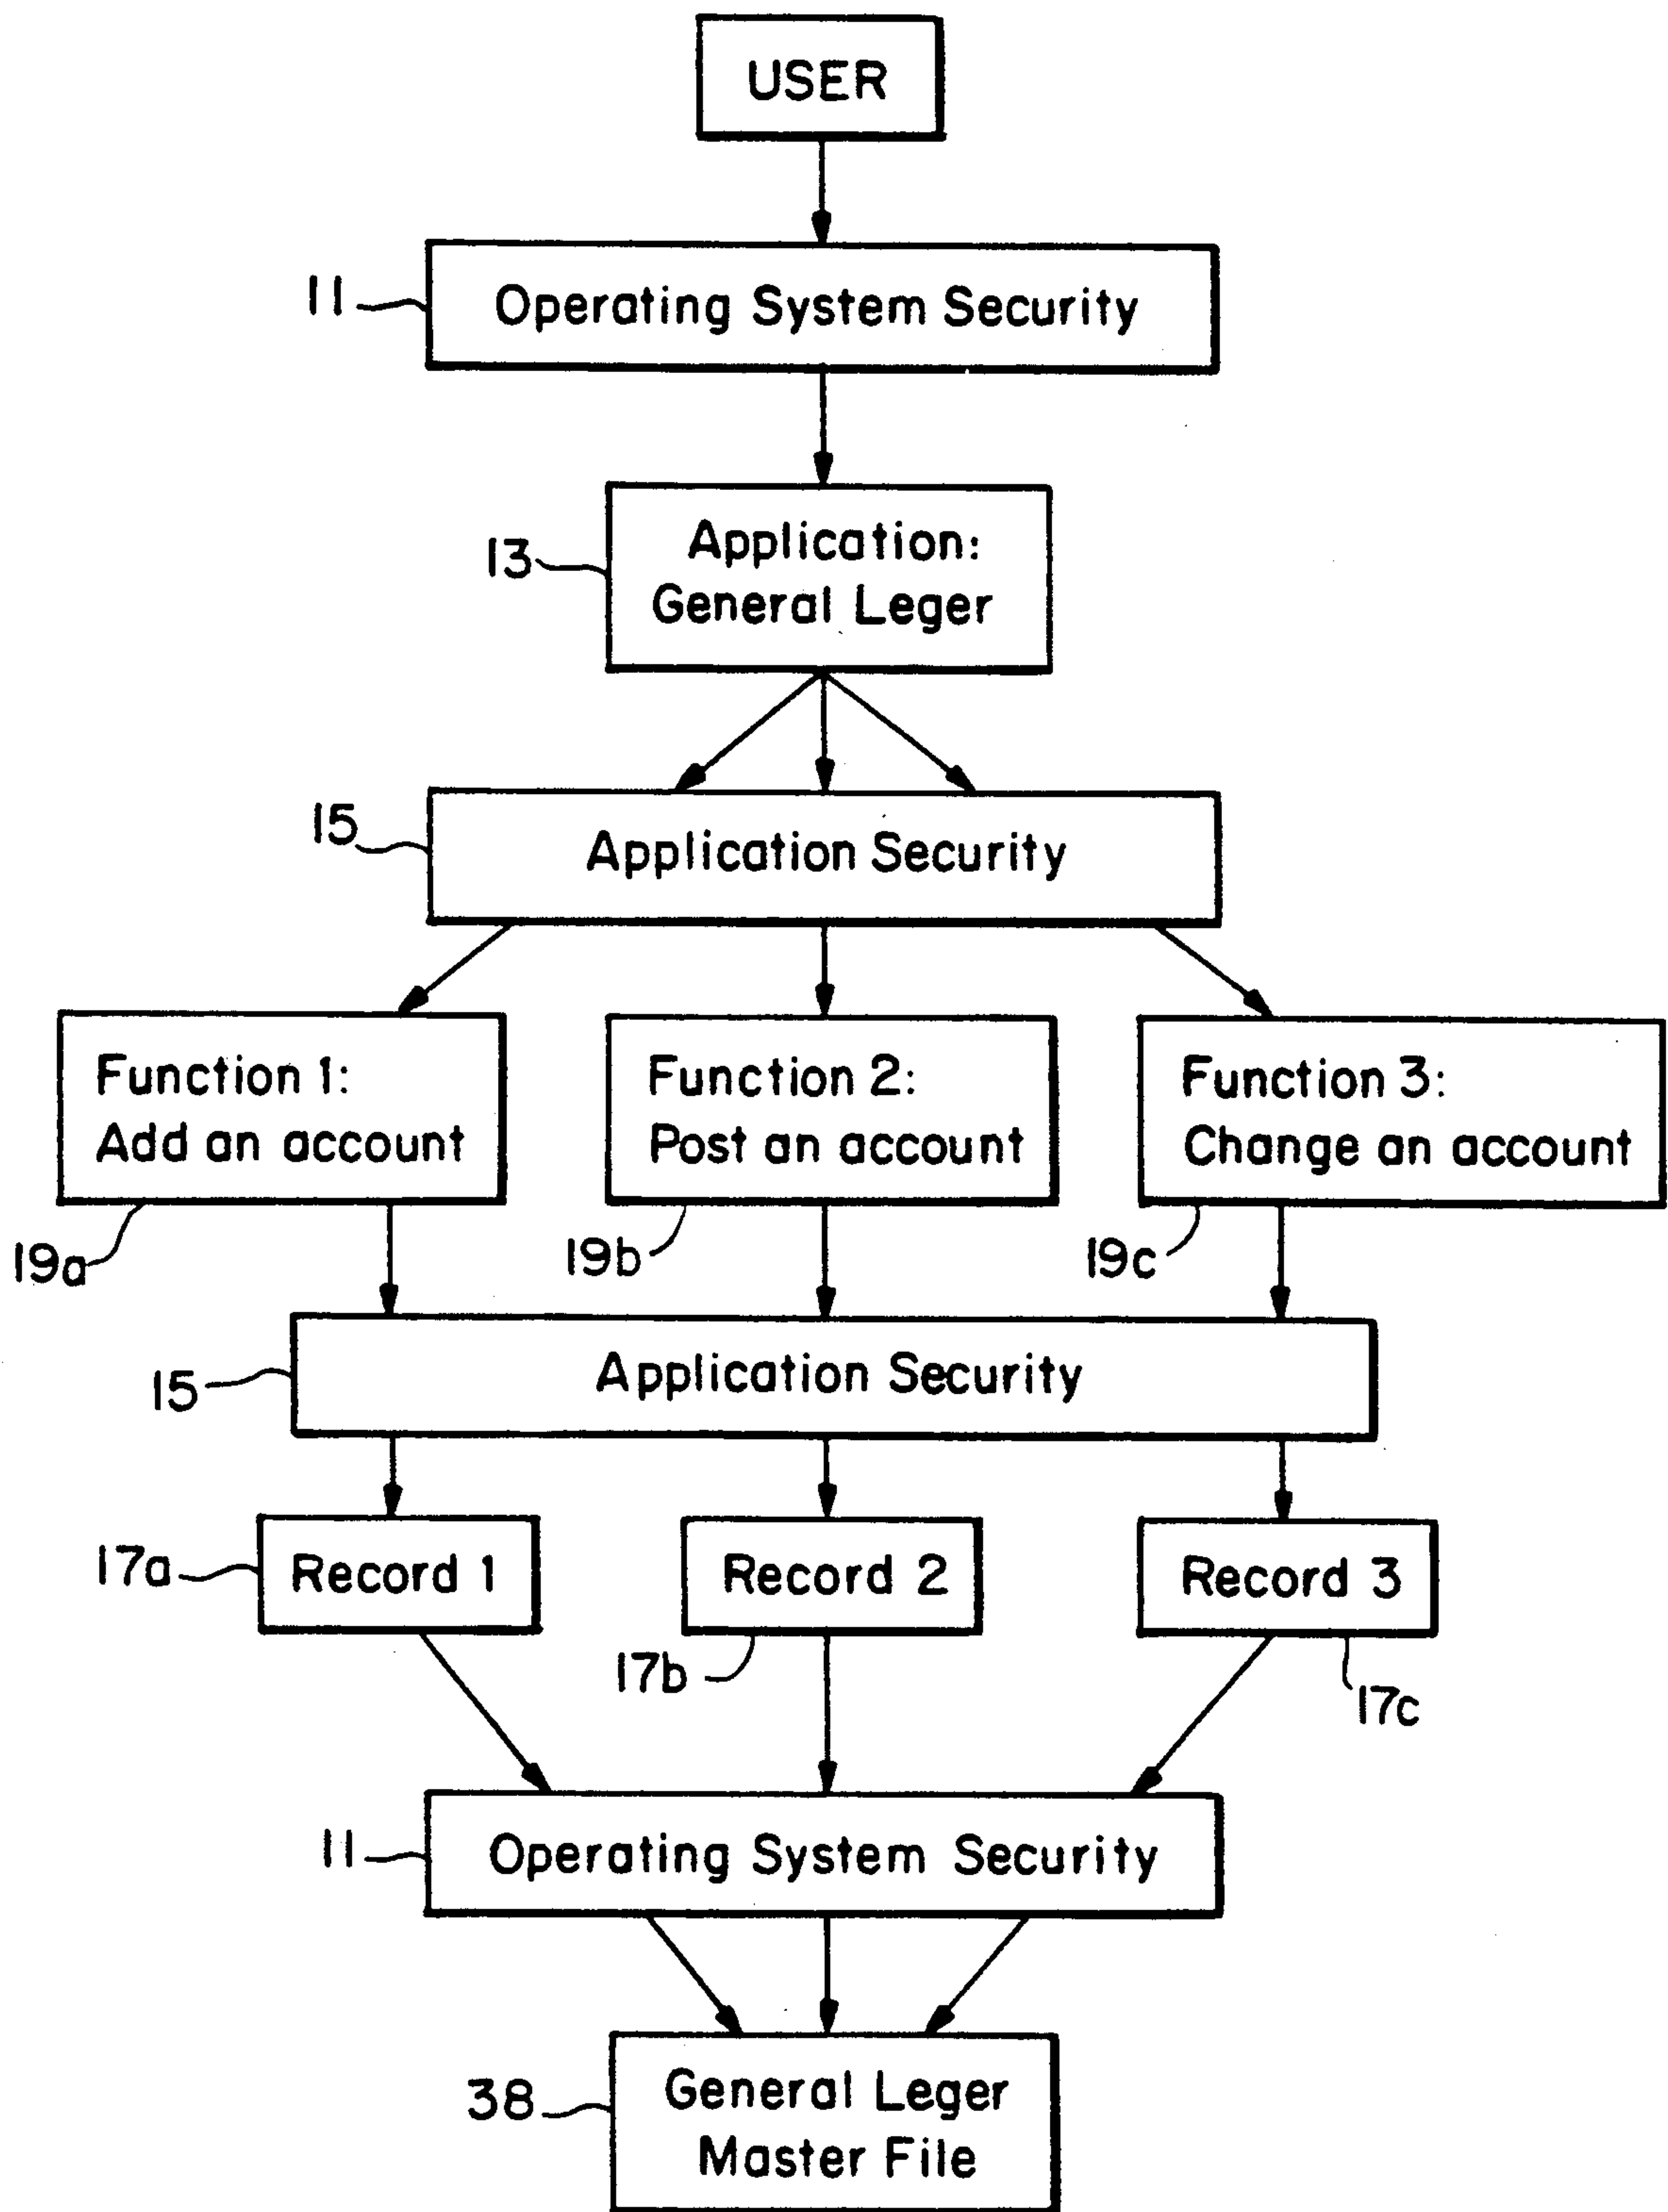 USER
11
Operating System Security
13
Application:
General Leger
15
Application Security
Function 1:
Add an account
Function 2:
Post an account
Function 3:
Change an account
19a
19b
19c
15
Application Security
17a
Record 1
Record 2
Record 3
17b
17c
11
Operating System Security
38
General Leger
Master File